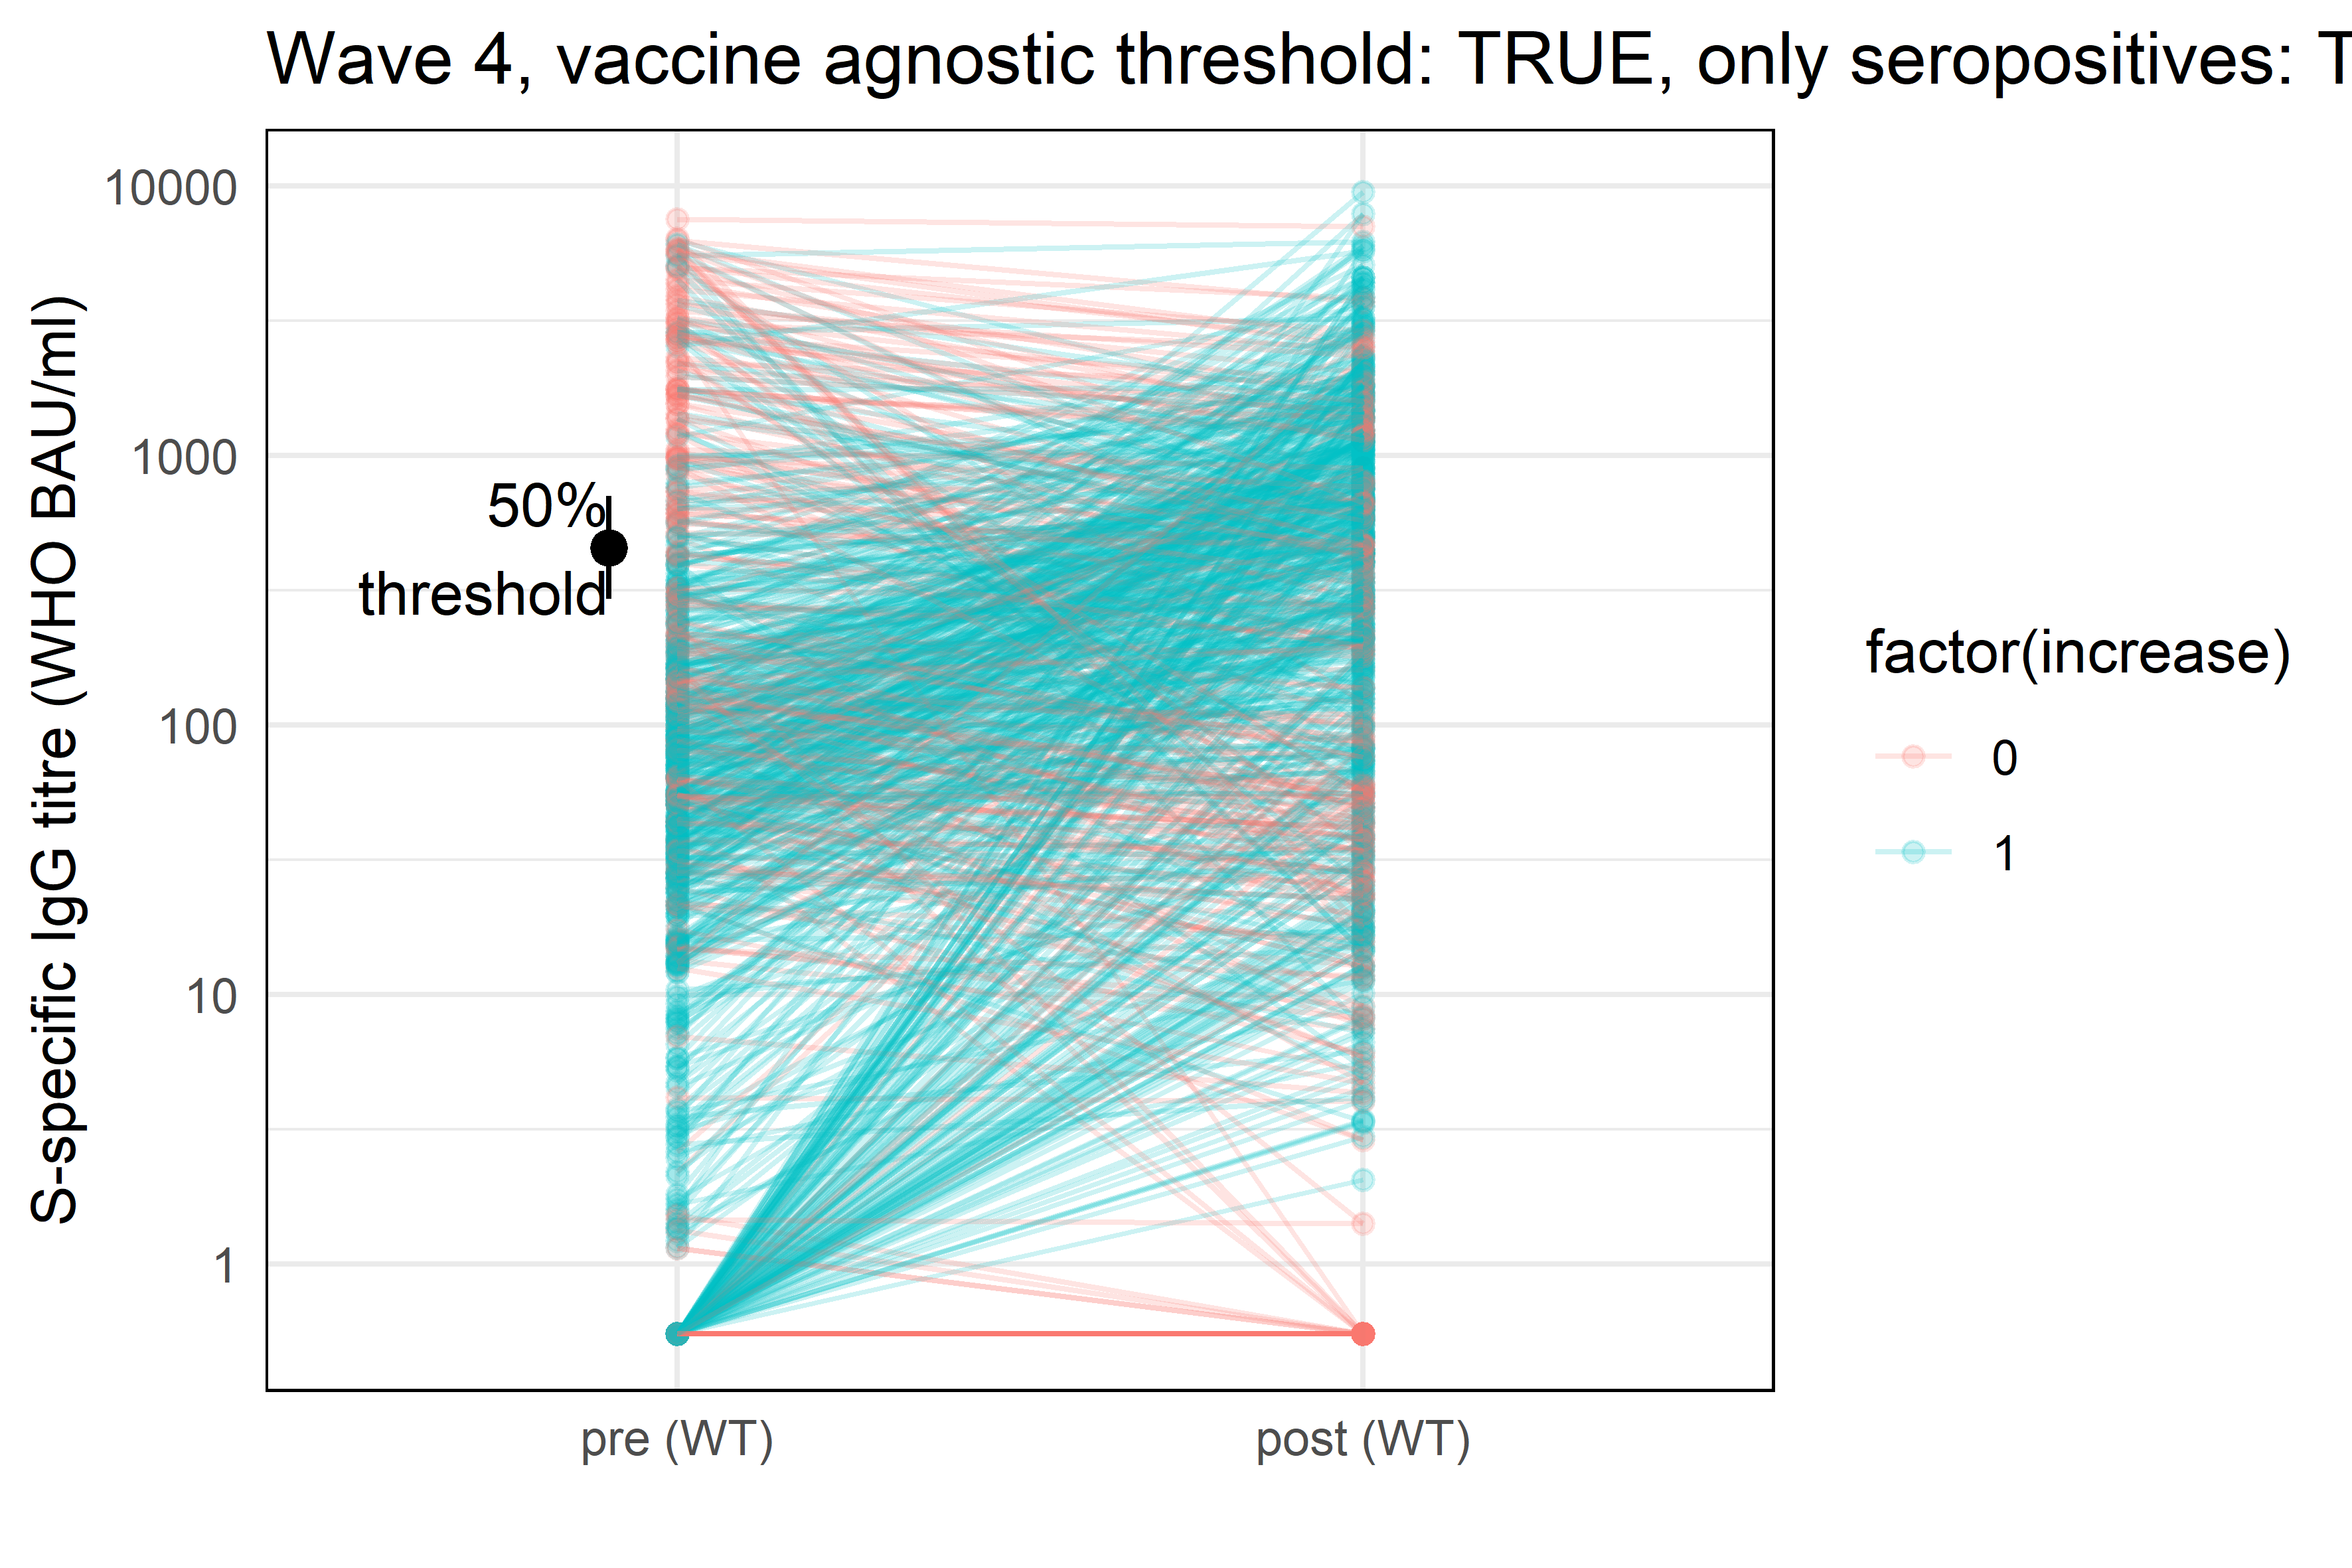 Wave 4, vaccine agnostic threshold: TRUE, only seropositives: T
S-specific IgG titre (WHO BAU/ml)
10000
1000
100
10
1
50%
threshold
pre (WT)
post (WT)
factor(increase)
0
1